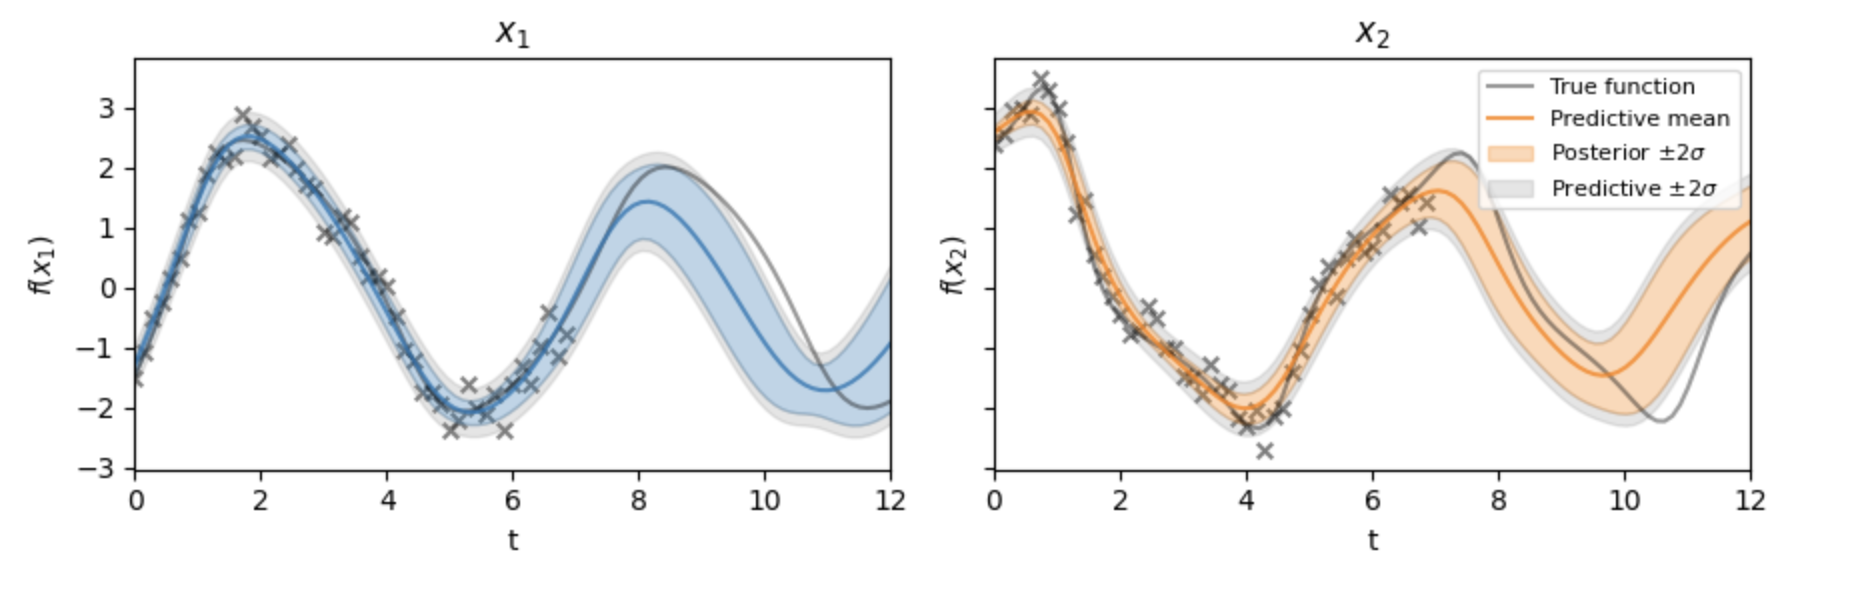 x₁
f(x₁)
3
2
1
0
−1
−2
−3
0 2 4 6 8 10 12
t
x₂
f(x₂)
True function
Predictive mean
Posterior ±2σ
Predictive ±2σ
0 2 4 6 8 10 12
t